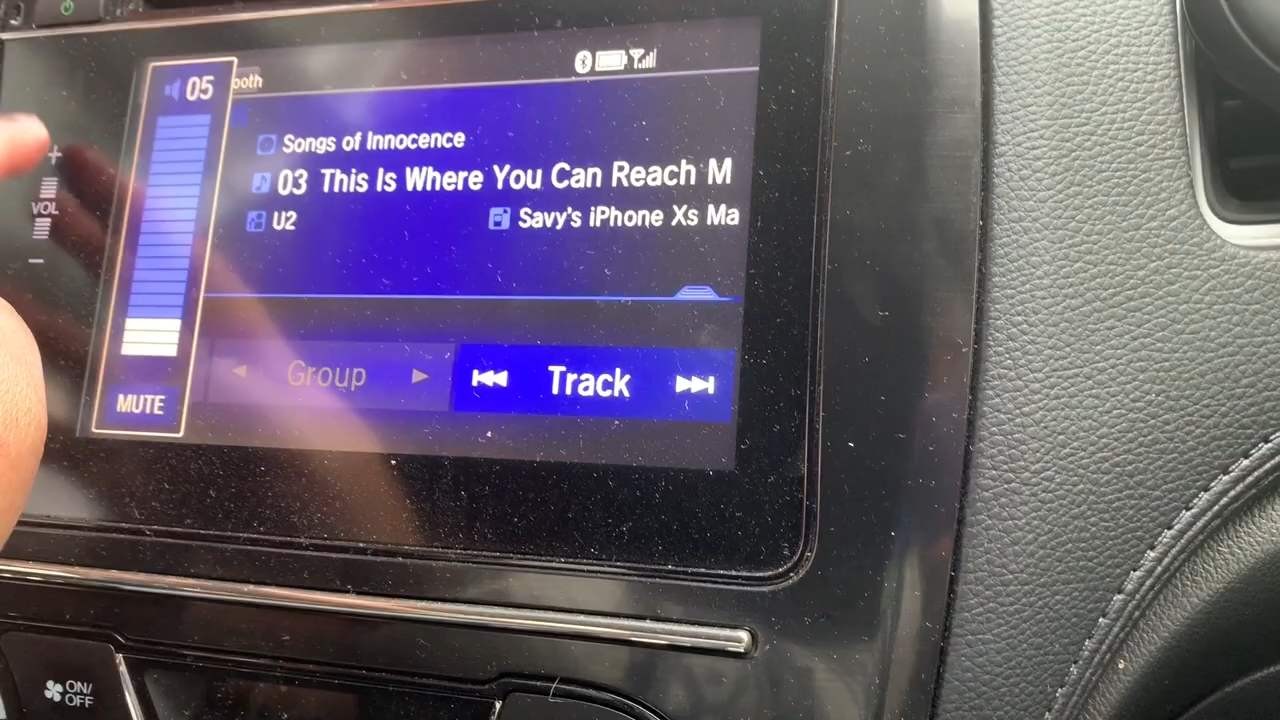 05
ooth
Songs of Innocence
03 This Is Where You Can Reach M
U2
Savy's iPhone Xs Ma
+
VOL
−
Group
Track
MUTE
ON/
OFF